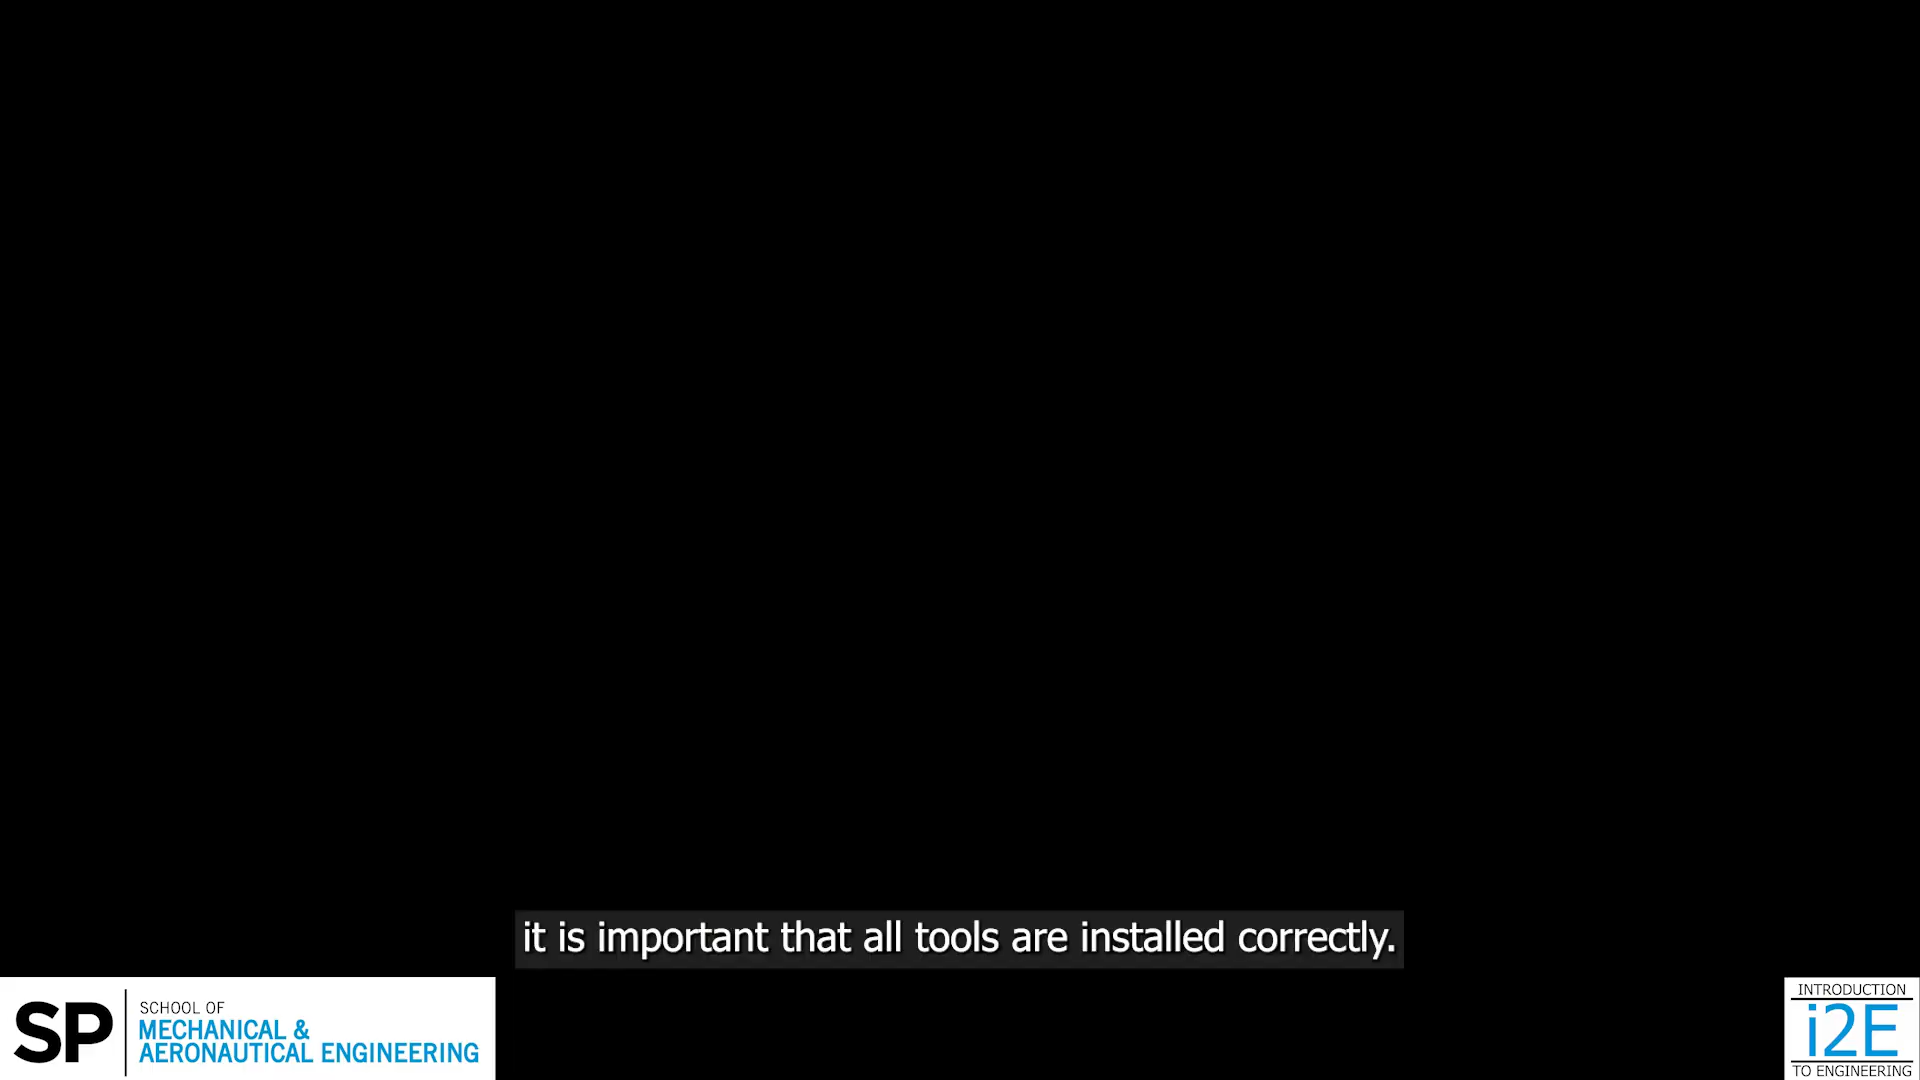 it is important that all tools are installed correctly.
SP
SCHOOL OF
MECHANICAL &
AERONAUTICAL ENGINEERING
INTRODUCTION
i2E
TO ENGINEERING